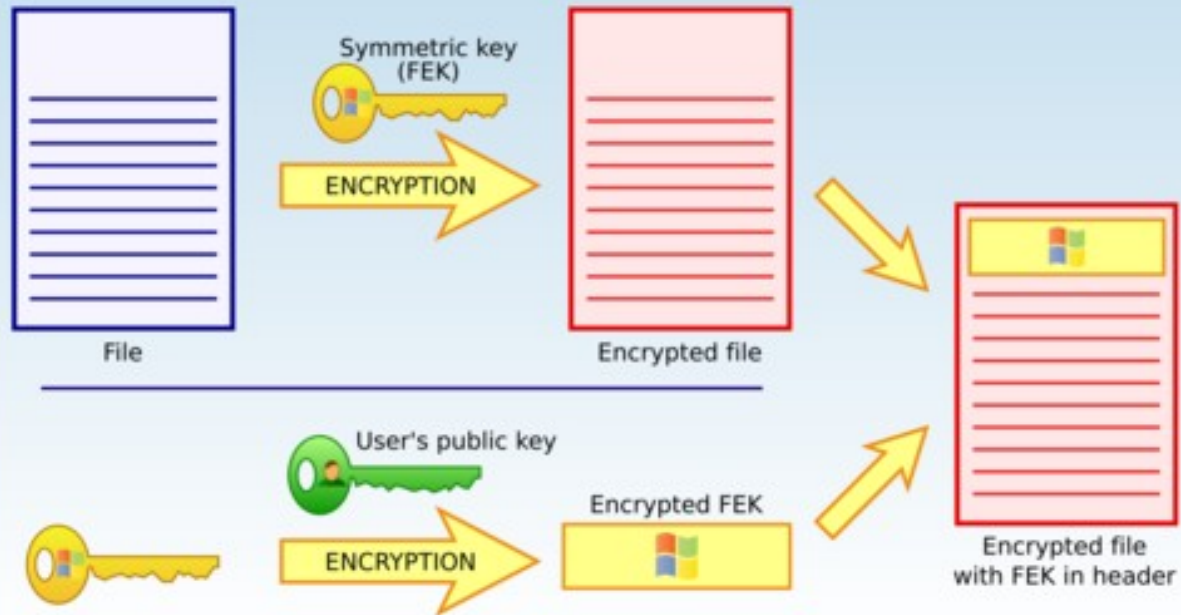 Symmetric key
(FEK)
ENCRYPTION
File
Encrypted file
User's public key
ENCRYPTION
Encrypted FEK
Encrypted file
with FEK in header